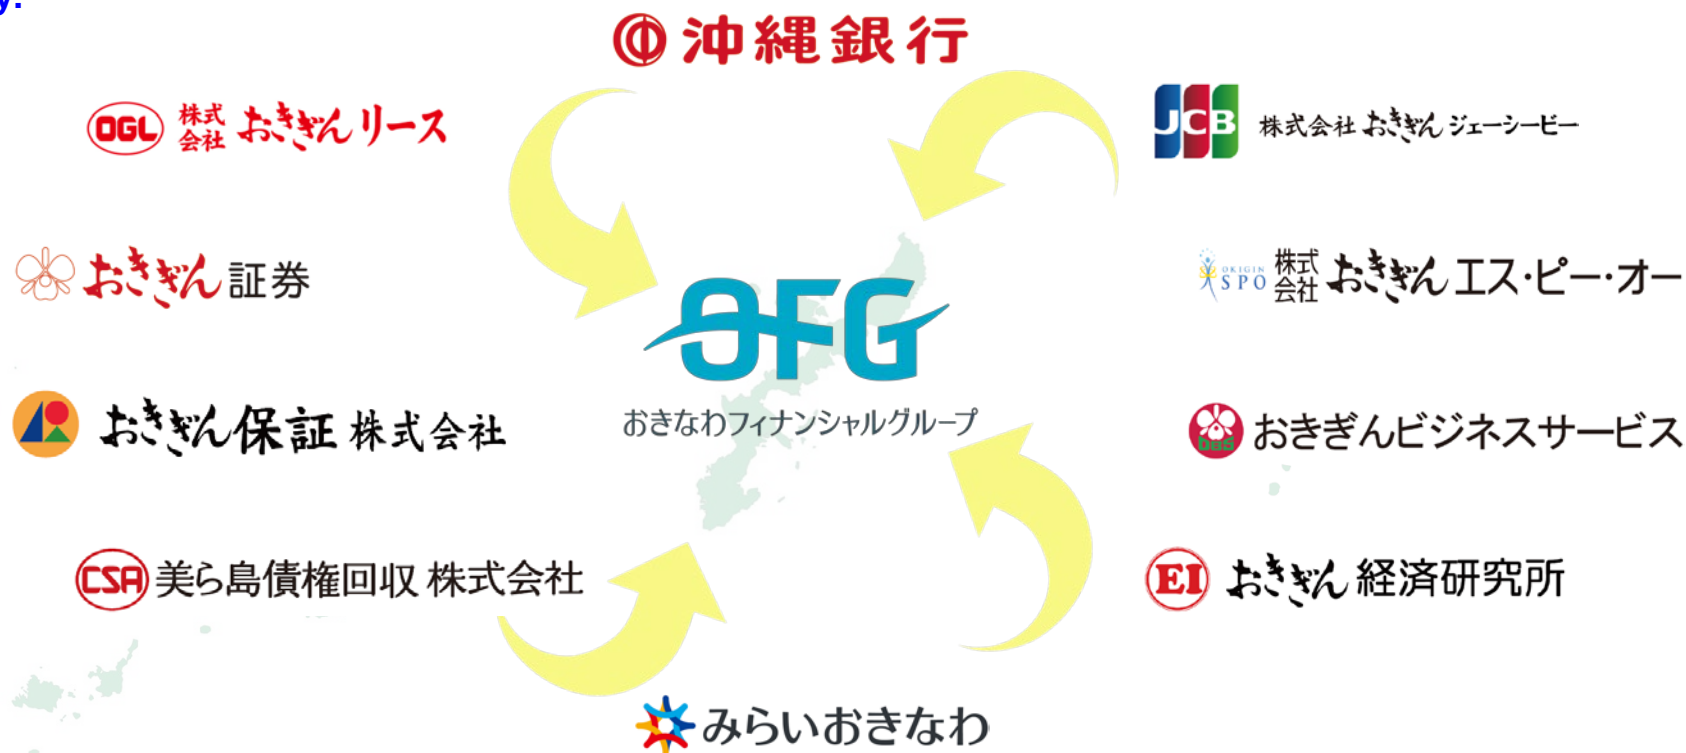 y.
沖縄銀行
OGL 株式会社 おきぎんリース
JCB 株式会社 おきぎん ジェーシービー
おきぎん 証券
ORIGIN SPO 株式会社 おきぎん エス・ピー・オー
OFG
おきなわフィナンシャルグループ
おきぎん保証 株式会社
OBS おきぎんビジネスサービス
CSA 美ら島債権回収 株式会社
EI おきぎん 経済研究所
みらいおきなわ